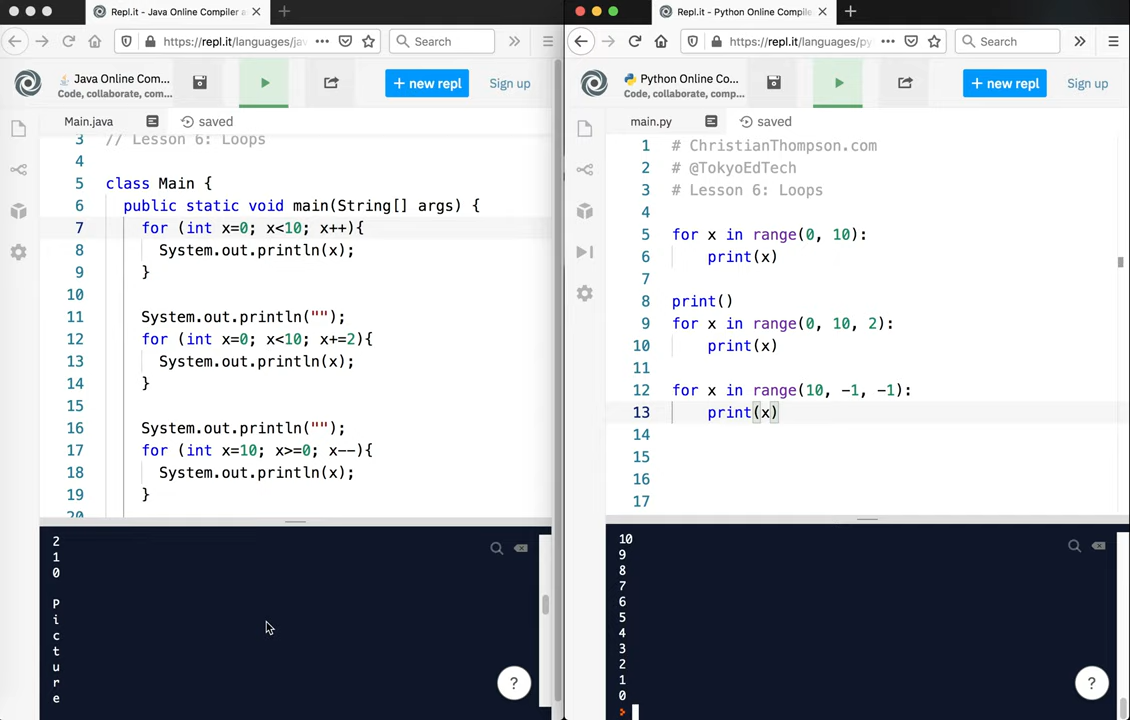 Repl.it - Java Online Compiler a
https://repl.it/languages/jav
Search
Java Online Com...
Code, collaborate, com...
+ new repl
Sign up
Main.java
saved
3 // Lesson 6: Loops
4
5 class Main {
6 public static void main(String[] args) {
7 for (int x=0; x<10; x++){
8 System.out.println(x);
9 }
10
11 System.out.println("");
12 for (int x=0; x<10; x+=2){
13 System.out.println(x);
14 }
15
16 System.out.println("");
17 for (int x=10; x>=0; x--){
18 System.out.println(x);
19 }
20
2
1
0
P
i
c
t
u
r
e
?
Repl.it - Python Online Compile
https://repl.it/languages/py
Search
Python Online Co...
Code, collaborate, comp...
+ new repl
Sign up
main.py
saved
1 # ChristianThompson.com
2 # @TokyoEdTech
3 # Lesson 6: Loops
4
5 for x in range(0, 10):
6 print(x)
7
8 print()
9 for x in range(0, 10, 2):
10 print(x)
11
12 for x in range(10, -1, -1):
13 print(x)
14
15
16
17
10
9
8
7
6
5
4
3
2
1
0
?